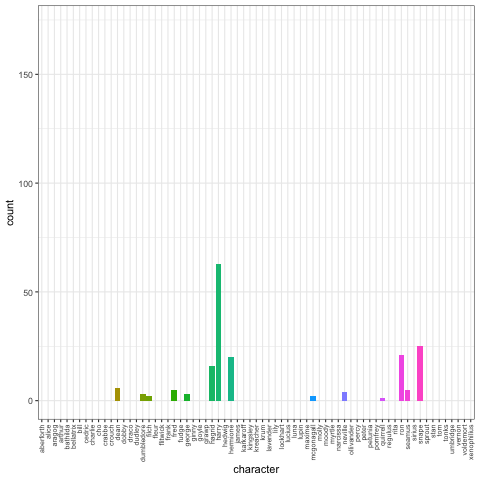 count
150
100
50
0
aberforth
alice
aragog
arthur
bathilda
bellatrix
bill
cedric
charlie
cho
crabbe
crouch
dean
dobby
draco
dudley
dumbledore
filch
fleur
flitwick
frank
fred
fudge
george
ginny
goyle
grawp
hagrid
harry
hedwig
hermione
james
karkaroff
kingsley
kreacher
krum
lavender
lily
lockhart
lucius
luna
lupin
maxime
mcgonagall
molly
moody
myrtle
narcissa
neville
ollivander
percy
peter
petunia
pomfrey
quirrell
regulus
rita
ron
seamus
sirius
snape
sprout
stan
tom
tonks
umbridge
vernon
voldemort
xenophilius
character